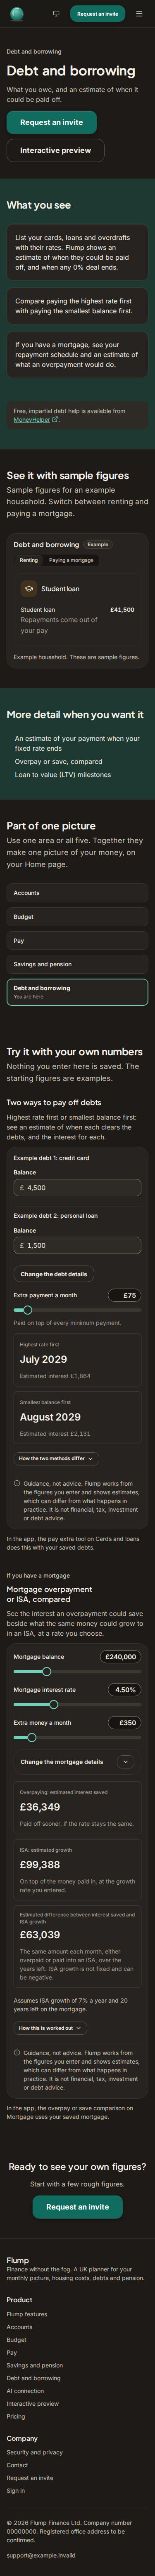 Request an invite
Debt and borrowing
Debt and borrowing
What you owe, and an estimate of when it
could be paid off.
Request an invite
Interactive preview
What you see
List your cards, loans and overdrafts
with their rates. Flump shows an
estimate of when they could be paid
off, and when any 0% deal ends.
Compare paying the highest rate first
with paying the smallest balance first.
If you have a mortgage, see your
repayment schedule and an estimate of
what an overpayment would do.
Free, impartial debt help is available from
MoneyHelper.
See it with sample figures
Sample figures for an example
household. Switch between renting and
paying a mortgage.
Debt and borrowing Example
Renting Paying a mortgage
Student loan
Student loan £41,500
Repayments come out of
your pay
Example household. These are sample figures.
More detail when you want it
An estimate of your payment when your
fixed rate ends
Overpay or save, compared
Loan to value (LTV) milestones
Part of one picture
Use one area or all five. Together they
make one picture of your money, on
your Home page.
Accounts
Budget
Pay
Savings and pension
Debt and borrowing
You are here
Try it with your own numbers
Nothing you enter here is saved. The
starting figures are examples.
Two ways to pay off debts
Highest rate first or smallest balance first:
see an estimate of when each clears the
debts, and the interest for each.
Example debt 1: credit card
Balance
£ 4,500
Example debt 2: personal loan
Balance
£ 1,500
Change the debt details
Extra payment a month £75
Paid on top of every minimum payment.
Highest rate first
July 2029
Estimated interest £1,864
Smallest balance first
August 2029
Estimated interest £2,131
How the two methods differ
Guidance, not advice. Flump works from
the figures you enter and shows estimates,
which can differ from what happens in
practice. It is not financial, tax, investment
or debt advice.
In the app, the pay extra tool on Cards and loans
does this with your saved debts.
If you have a mortgage
Mortgage overpayment
or ISA, compared
See the interest an overpayment could save
beside what the same money could grow to
in an ISA, at a rate you choose.
Mortgage balance £240,000
Mortgage interest rate 4.50%
Extra money a month £350
Change the mortgage details
Overpaying: estimated interest saved
£36,349
Paid off sooner, if the rate stays the same.
ISA: estimated growth
£99,388
On top of the money paid in, at the growth
rate you entered.
Estimated difference between interest saved and
ISA growth
£63,039
The same amount each month, either
overpaid or paid into an ISA, over the
years left. ISA growth is not fixed and can
be negative.
Assumes ISA growth of 7% a year and 20
years left on the mortgage.
How this is worked out
Guidance, not advice. Flump works from
the figures you enter and shows estimates,
which can differ from what happens in
practice. It is not financial, tax, investment
or debt advice.
In the app, the overpay or save comparison on
Mortgage uses your saved mortgage.
Ready to see your own figures?
Start with a few rough figures.
Request an invite
Flump
Finance without the fog. A UK planner for your
monthly picture, housing costs, debts and pension.
Product
Flump features
Accounts
Budget
Pay
Savings and pension
Debt and borrowing
AI connection
Interactive preview
Pricing
Company
Security and privacy
Contact
Request an invite
Sign in
© 2026 Flump Finance Ltd. Company number
00000000. Registered office address to be
confirmed.
support@example.invalid